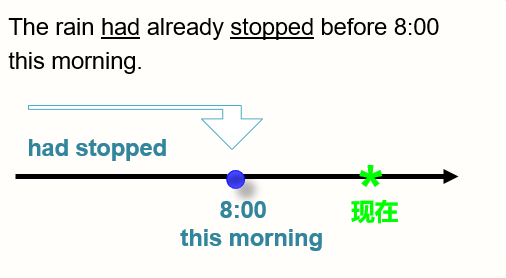 The rain had already stopped before 8:00
this morning.
had stopped
*
8:00
现在
this morning